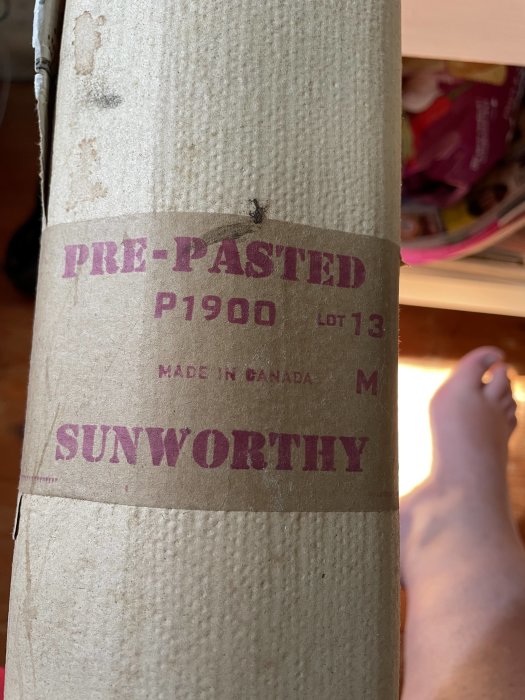 PRE-PASTED
P1900 LOT 13
MADE IN CANADA M
SUNWORTHY